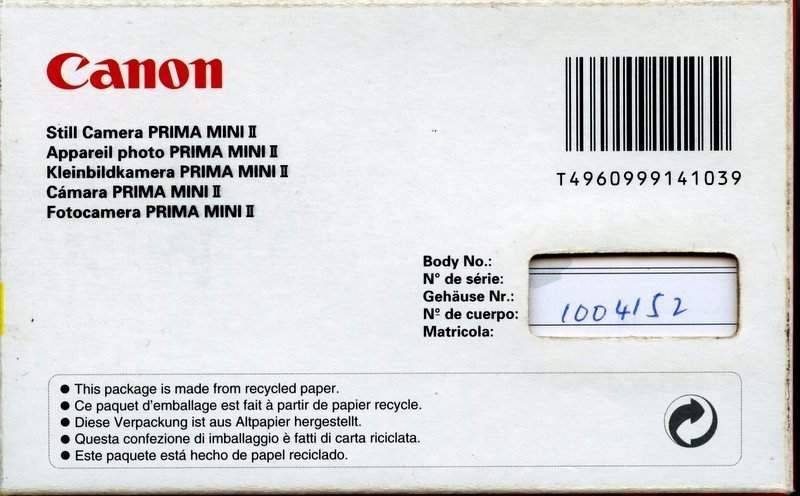 Canon
Still Camera PRIMA MINI II
Appareil photo PRIMA MINI II
Kleinbildkamera PRIMA MINI II
Cámara PRIMA MINI II
Fotocamera PRIMA MINI II
T4960999141039
Body No.:
N° de série:
Gehäuse Nr.:
Nº de cuerpo:
Matricola:
1004152
● This package is made from recycled paper.
● Ce paquet d'emballage est fait à partir de papier recycle.
● Diese Verpackung ist aus Altpapier hergestellt.
● Questa confezione di imballaggio è fatti di carta riciclata.
● Este paquete está hecho de papel reciclado.